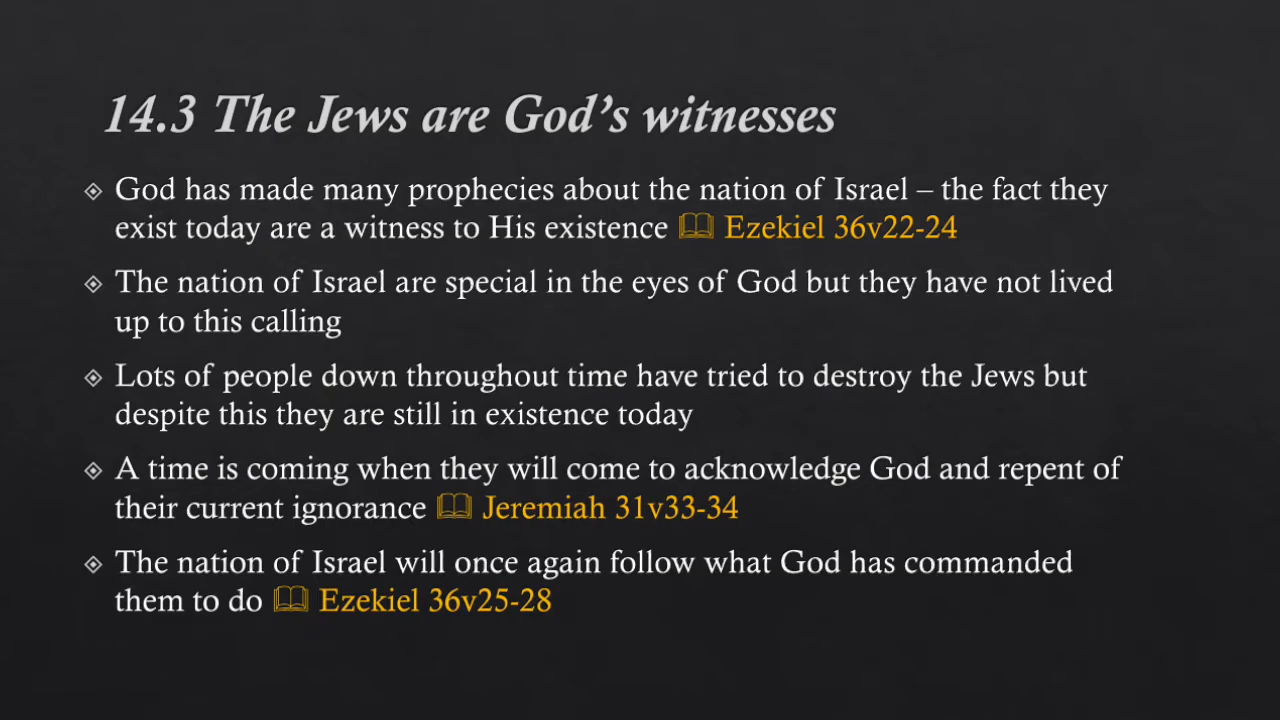 14.3 The Jews are God’s witnesses
God has made many prophecies about the nation of Israel – the fact they
exist today are a witness to His existence 🕮 Ezekiel 36v22-24
The nation of Israel are special in the eyes of God but they have not lived
up to this calling
Lots of people down throughout time have tried to destroy the Jews but
despite this they are still in existence today
A time is coming when they will come to acknowledge God and repent of
their current ignorance 🕮 Jeremiah 31v33-34
The nation of Israel will once again follow what God has commanded
them to do 🕮 Ezekiel 36v25-28